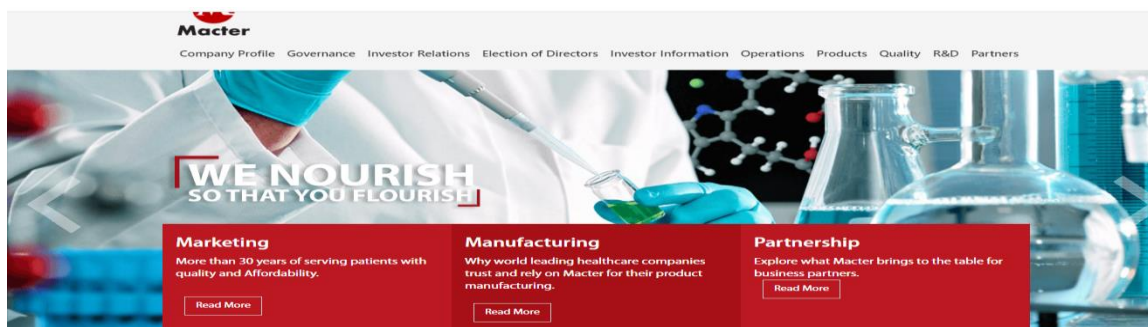 Macter
Company Profile Governance Investor Relations Election of Directors Investor Information Operations Products Quality R&D Partners
WE NOURISH
SO THAT YOU FLOURISH
Marketing
More than 30 years of serving patients with
quality and Affordability.
Read More
Manufacturing
Why world leading healthcare companies
trust and rely on Macter for their product
manufacturing.
Read More
Partnership
Explore what Macter brings to the table for
business partners.
Read More